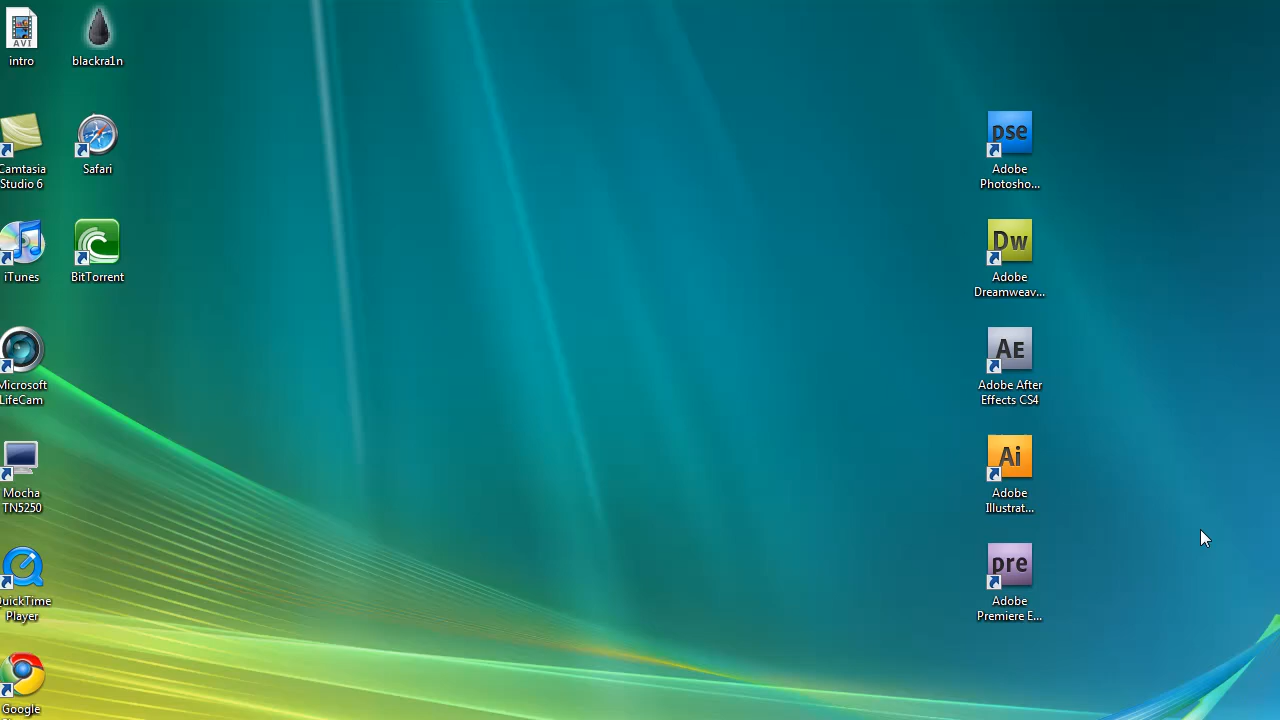 AVI
intro
blackra1n
Camtasia
Studio 6
Safari
iTunes
BitTorrent
Microsoft
LifeCam
Mocha
TN5250
QuickTime
Player
Google
pse
Adobe
Photosho...
Dw
Adobe
Dreamweav...
AE
Adobe After
Effects CS4
Ai
Adobe
Illustrat...
pre
Adobe
Premiere E...